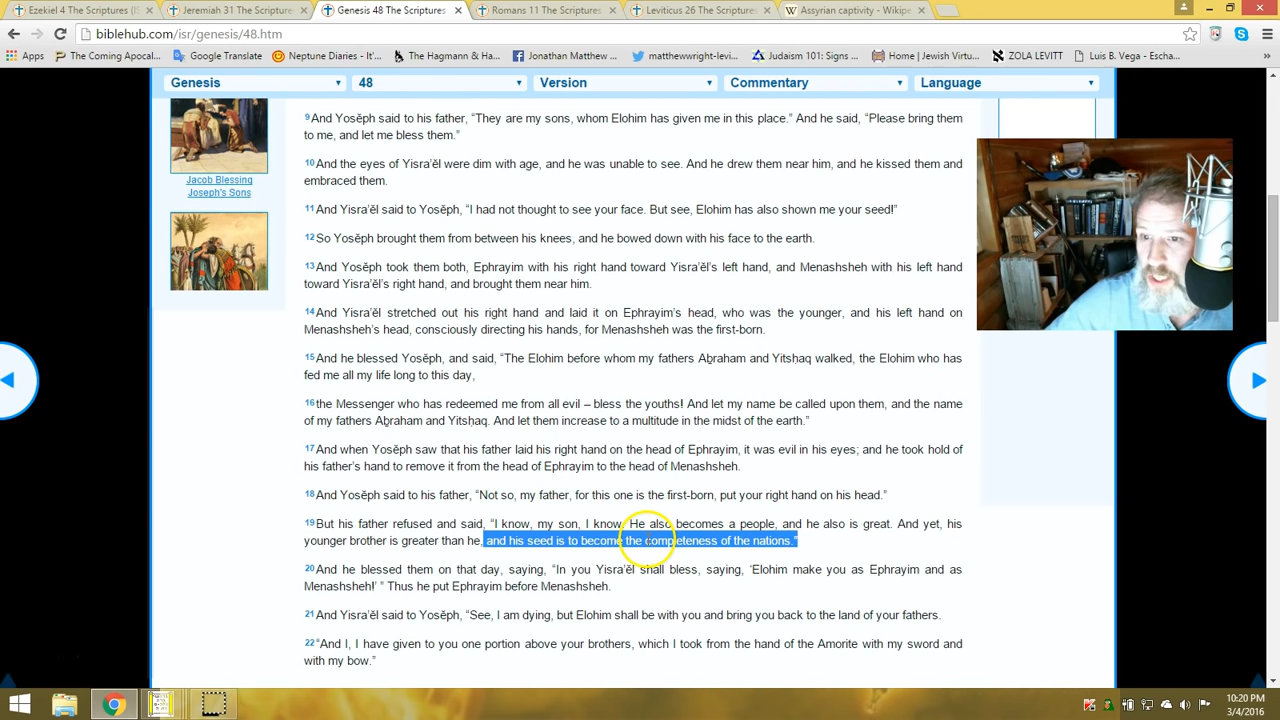 Ezekiel 4 The Scriptures (IS
Jeremiah 31 The Scriptures
Genesis 48 The Scriptures
Romans 11 The Scriptures
Leviticus 26 The Scriptures
Assyrian captivity - Wikipe
biblehub.com/isr/genesis/48.htm
Apps
The Coming Apocal...
Google Translate
Neptune Diaries - It'...
The Hagmann & Ha...
Jonathan Matthew ...
matthewwright-levi...
Judaism 101: Signs ...
Home | Jewish Virtu...
ZOLA LEVITT
Luis B. Vega - Escha...
Genesis
48
Version
Commentary
Language
Jacob Blessing
Joseph's Sons
9And Yosĕph said to his father, “They are my sons, whom Elohim has given me in this place.” And he said, “Please bring them
to me, and let me bless them.”
10And the eyes of Yisra’ĕl were dim with age, and he was unable to see. And he drew them near him, and he kissed them and
embraced them.
11And Yisra’ĕl said to Yosĕph, “I had not thought to see your face. But see, Elohim has also shown me your seed!”
12So Yosĕph brought them from between his knees, and he bowed down with his face to the earth.
13And Yosĕph took them both, Ephrayim with his right hand toward Yisra’ĕl’s left hand, and Menashsheh with his left hand
toward Yisra’ĕl’s right hand, and brought them near him.
14And Yisra’ĕl stretched out his right hand and laid it on Ephrayim’s head, who was the younger, and his left hand on
Menashsheh’s head, consciously directing his hands, for Menashsheh was the first-born.
15And he blessed Yosĕph, and said, “The Elohim before whom my fathers Aḇraham and Yitsḥaq walked, the Elohim who has
fed me all my life long to this day,
16the Messenger who has redeemed me from all evil – bless the youths! And let my name be called upon them, and the name
of my fathers Aḇraham and Yitsḥaq. And let them increase to a multitude in the midst of the earth.”
17And when Yosĕph saw that his father laid his right hand on the head of Ephrayim, it was evil in his eyes; and he took hold of
his father’s hand to remove it from the head of Ephrayim to the head of Menashsheh.
18And Yosĕph said to his father, “Not so, my father, for this one is the first-born, put your right hand on his head.”
19But his father refused and said, “I know, my son, I know. He also becomes a people, and he also is great. And yet, his
younger brother is greater than he, and his seed is to become the completeness of the nations.”
20And he blessed them on that day, saying, “In you Yisra’ĕl shall bless, saying, ‘Elohim make you as Ephrayim and as
Menashsheh!’ ” Thus he put Ephrayim before Menashsheh.
21And Yisra’ĕl said to Yosĕph, “See, I am dying, but Elohim shall be with you and bring you back to the land of your fathers.
22“And I, I have given to you one portion above your brothers, which I took from the hand of the Amorite with my sword and
with my bow.”
10:20 PM
3/4/2016